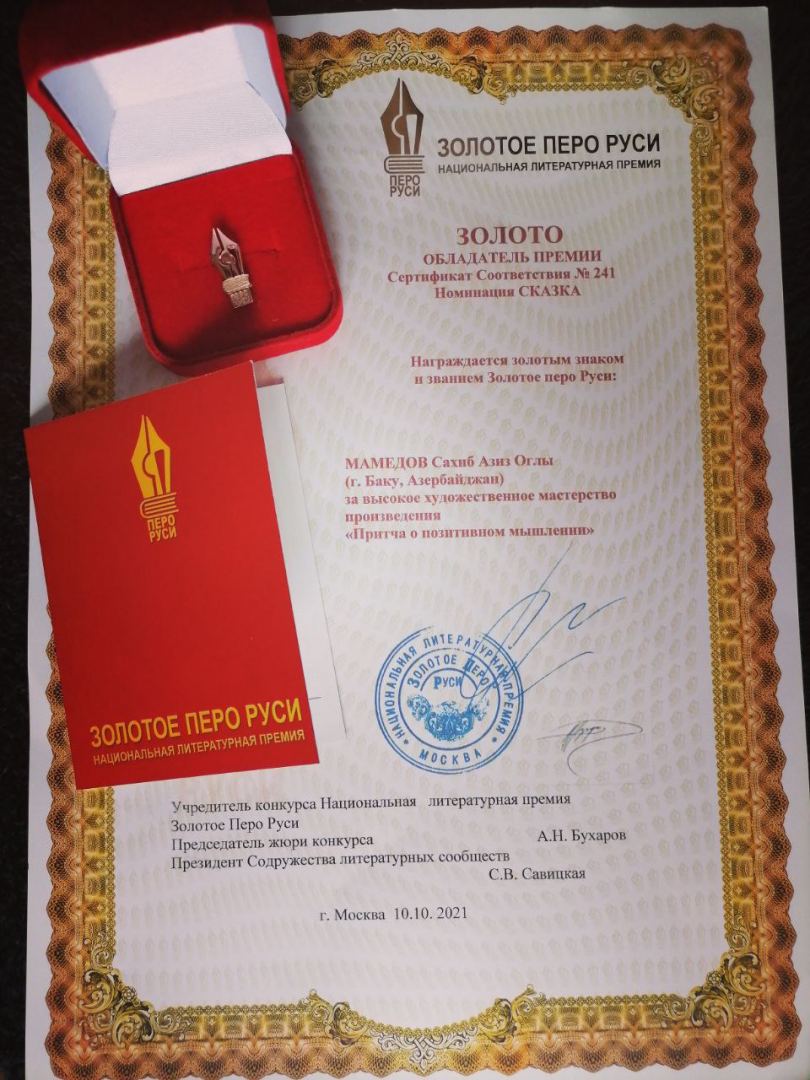 ПЕРО
РУСИ
ЗОЛОТОЕ ПЕРО РУСИ
НАЦИОНАЛЬНАЯ ЛИТЕРАТУРНАЯ ПРЕМИЯ
ЗОЛОТО
ОБЛАДАТЕЛЬ ПРЕМИИ
Сертификат Соответствия № 241
Номинация СКАЗКА
Награждается золотым знаком
и званием Золотое перо Руси:
МАМЕДОВ Сахиб Азиз Оглы
(г. Баку, Азербайджан)
за высокое художественное мастерство
произведения
«Притча о позитивном мышлении»
ПЕРО
РУСИ
ЗОЛОТОЕ ПЕРО РУСИ
НАЦИОНАЛЬНАЯ ЛИТЕРАТУРНАЯ ПРЕМИЯ
НАЦИОНАЛЬНАЯ ЛИТЕРАТУРНАЯ ПРЕМИЯ
ЗОЛОТОЕ ПЕРО
РУСИ
МОСКВА
Учредитель конкурса Национальная литературная премия
Золотое Перо Руси
Председатель жюри конкурса А.Н. Бухаров
Президент Содружества литературных сообществ
С.В. Савицкая
г. Москва 10.10. 2021